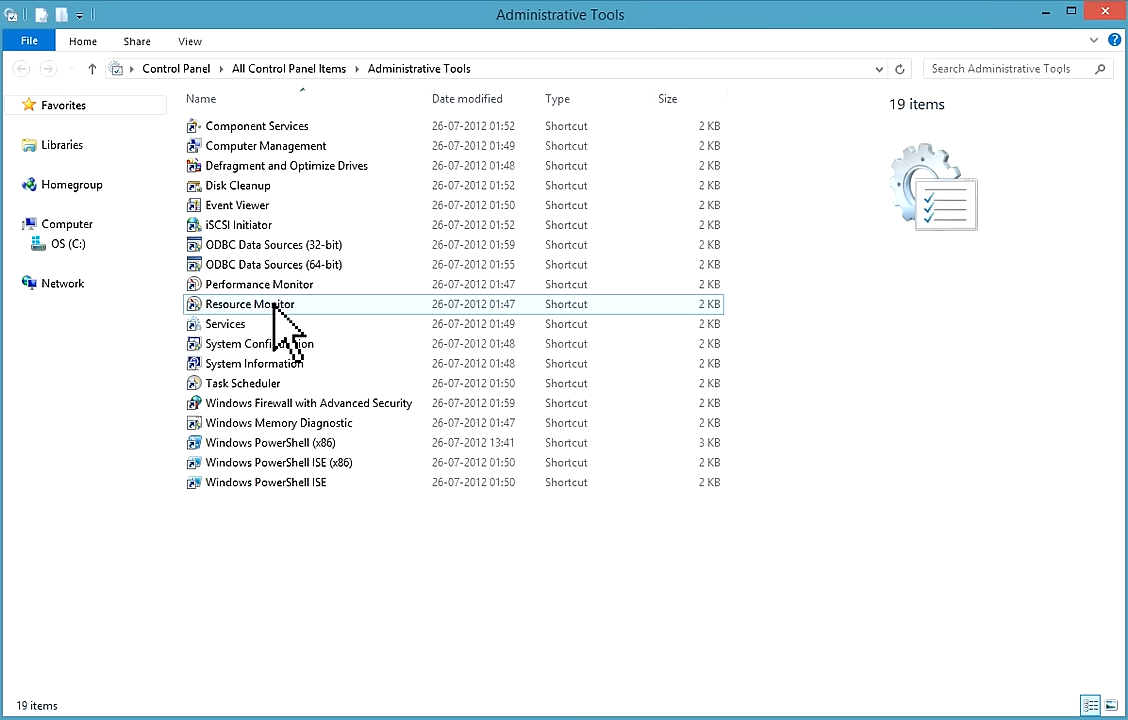 Administrative Tools
File Home Share View
Control Panel All Control Panel Items Administrative Tools Search Administrative Tools
Favorites
Libraries
Homegroup
Computer
OS (C:)
Network
Name Date modified Type Size
Component Services 26-07-2012 01:52 Shortcut 2 KB
Computer Management 26-07-2012 01:49 Shortcut 2 KB
Defragment and Optimize Drives 26-07-2012 01:48 Shortcut 2 KB
Disk Cleanup 26-07-2012 01:52 Shortcut 2 KB
Event Viewer 26-07-2012 01:50 Shortcut 2 KB
iSCSI Initiator 26-07-2012 01:52 Shortcut 2 KB
ODBC Data Sources (32-bit) 26-07-2012 01:59 Shortcut 2 KB
ODBC Data Sources (64-bit) 26-07-2012 01:55 Shortcut 2 KB
Performance Monitor 26-07-2012 01:47 Shortcut 2 KB
Resource Monitor 26-07-2012 01:47 Shortcut 2 KB
Services 26-07-2012 01:49 Shortcut 2 KB
System Configuration 26-07-2012 01:48 Shortcut 2 KB
System Information 26-07-2012 01:48 Shortcut 2 KB
Task Scheduler 26-07-2012 01:50 Shortcut 2 KB
Windows Firewall with Advanced Security 26-07-2012 01:59 Shortcut 2 KB
Windows Memory Diagnostic 26-07-2012 01:47 Shortcut 2 KB
Windows PowerShell (x86) 26-07-2012 13:41 Shortcut 3 KB
Windows PowerShell ISE (x86) 26-07-2012 01:50 Shortcut 2 KB
Windows PowerShell ISE 26-07-2012 01:50 Shortcut 2 KB
19 items
19 items